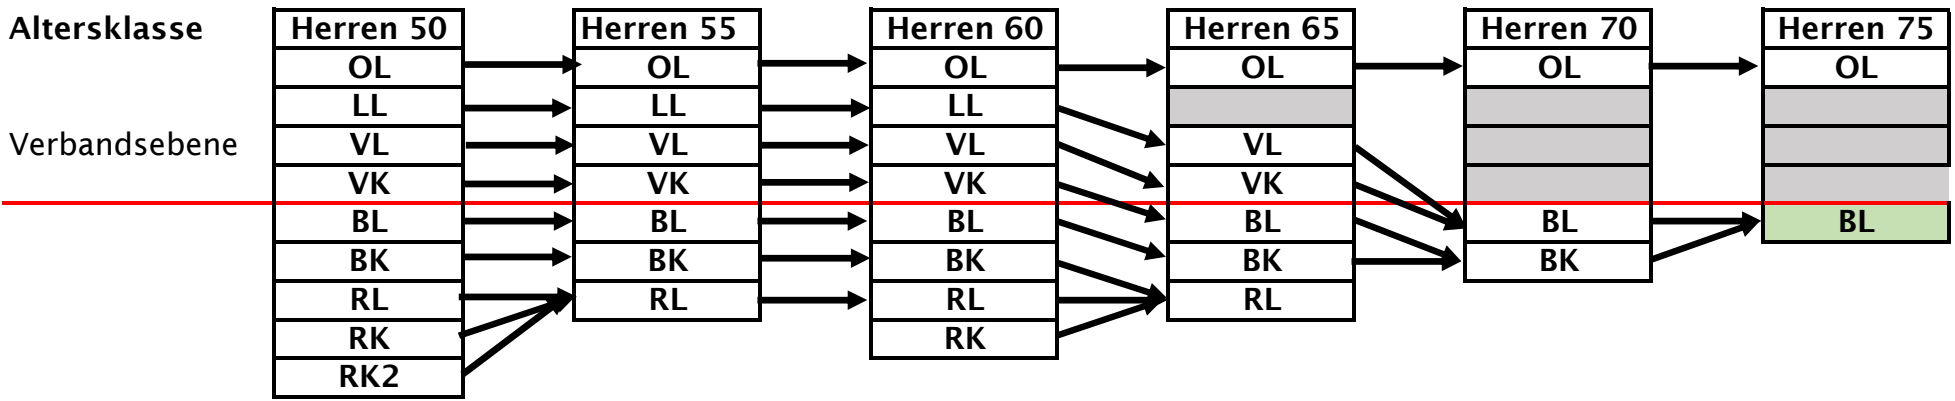 Altersklasse Herren 50 Herren 55 Herren 60 Herren 65 Herren 70 Herren 75
OL OL OL OL OL OL
LL LL LL
Verbandsebene VL VL VL VL
VK VK VK VK
BL BL BL BL BL BL
BK BK BK BK BK
RL RL RL RL
RK RK
RK2